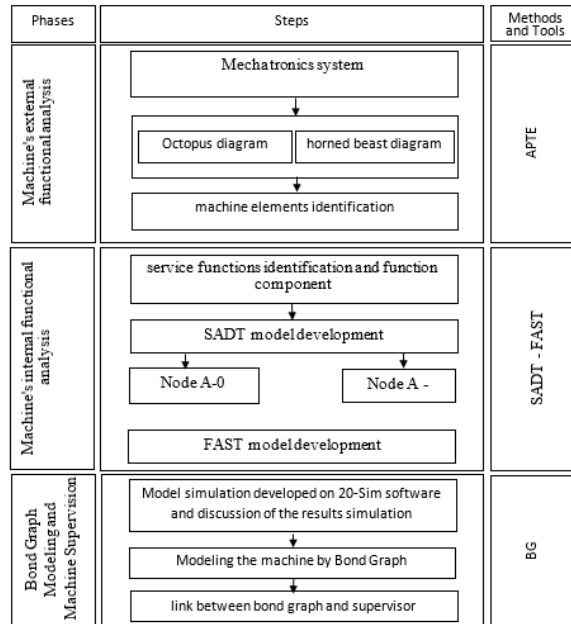 Phases
Steps
Methods
and Tools
Machine's external
functional analysis
Mechatronics system
Octopus diagram
horned beast diagram
machine elements identification
APTE
Machine's internal functional
analysis
service functions identification and function
component
SADT model development
Node A-0
Node A -
FAST model development
SADT - FAST
Bond Graph
Modeling and
Machine Supervision
Model simulation developed on 20-Sim software
and discussion of the results simulation
Modeling the machine by Bond Graph
link between bond graph and supervisor
BG